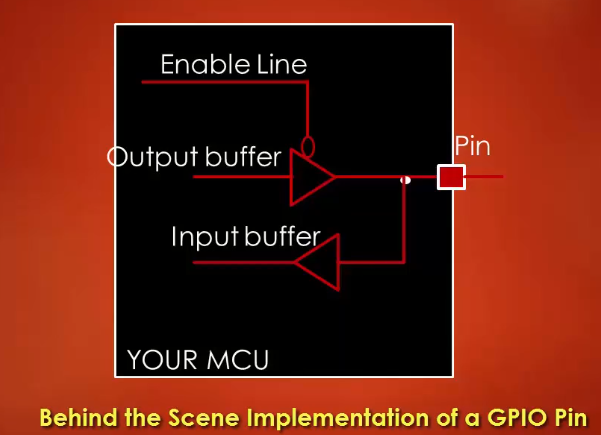 Enable Line
Output buffer
Pin
Input buffer
YOUR MCU
Behind the Scene Implementation of a GPIO Pin